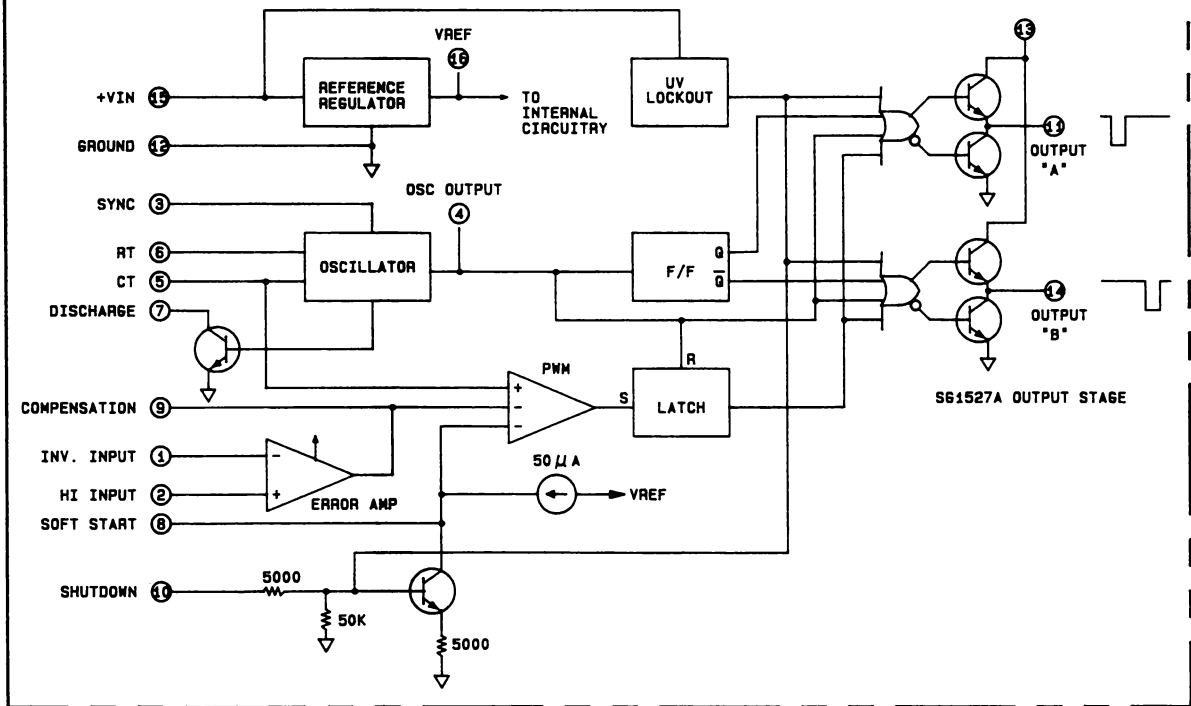 VREF
16
13
+VIN 15
REFERENCE
REGULATOR
TO
INTERNAL
CIRCUITRY
UV
LOCKOUT
GROUND 12
11
OUTPUT
"A"
SYNC 3
OSC OUTPUT
4
RT 6
CT 5
OSCILLATOR
F/F
Q
Q̅
DISCHARGE 7
14
OUTPUT
"B"
PWM
R
S
LATCH
SG1527A OUTPUT STAGE
+
-
-
COMPENSATION 9
INV. INPUT 1
-
HI INPUT 2
+
ERROR AMP
50μA
VREF
SOFT START 8
SHUTDOWN 10
5000
50K
5000